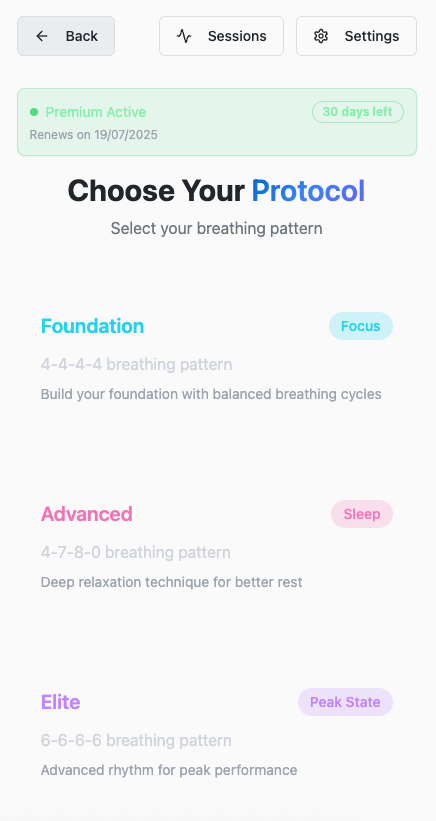 Back
Sessions
Settings
Premium Active
30 days left
Renews on 19/07/2025
Choose Your Protocol
Select your breathing pattern
Foundation
Focus
4-4-4-4 breathing pattern
Build your foundation with balanced breathing cycles
Advanced
Sleep
4-7-8-0 breathing pattern
Deep relaxation technique for better rest
Elite
Peak State
6-6-6-6 breathing pattern
Advanced rhythm for peak performance